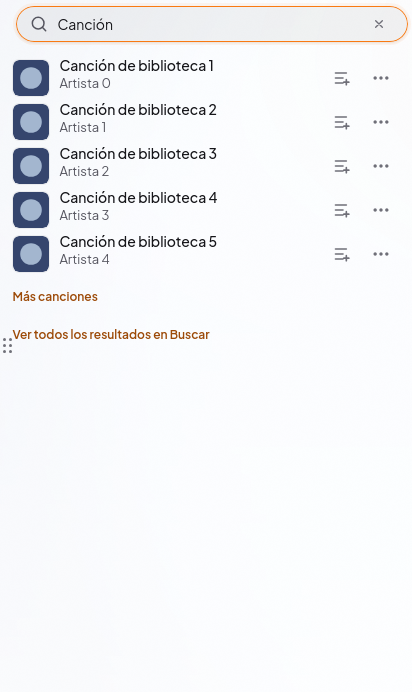 Canción
Canción de biblioteca 1
Artista 0
Canción de biblioteca 2
Artista 1
Canción de biblioteca 3
Artista 2
Canción de biblioteca 4
Artista 3
Canción de biblioteca 5
Artista 4
Más canciones
Ver todos los resultados en Buscar